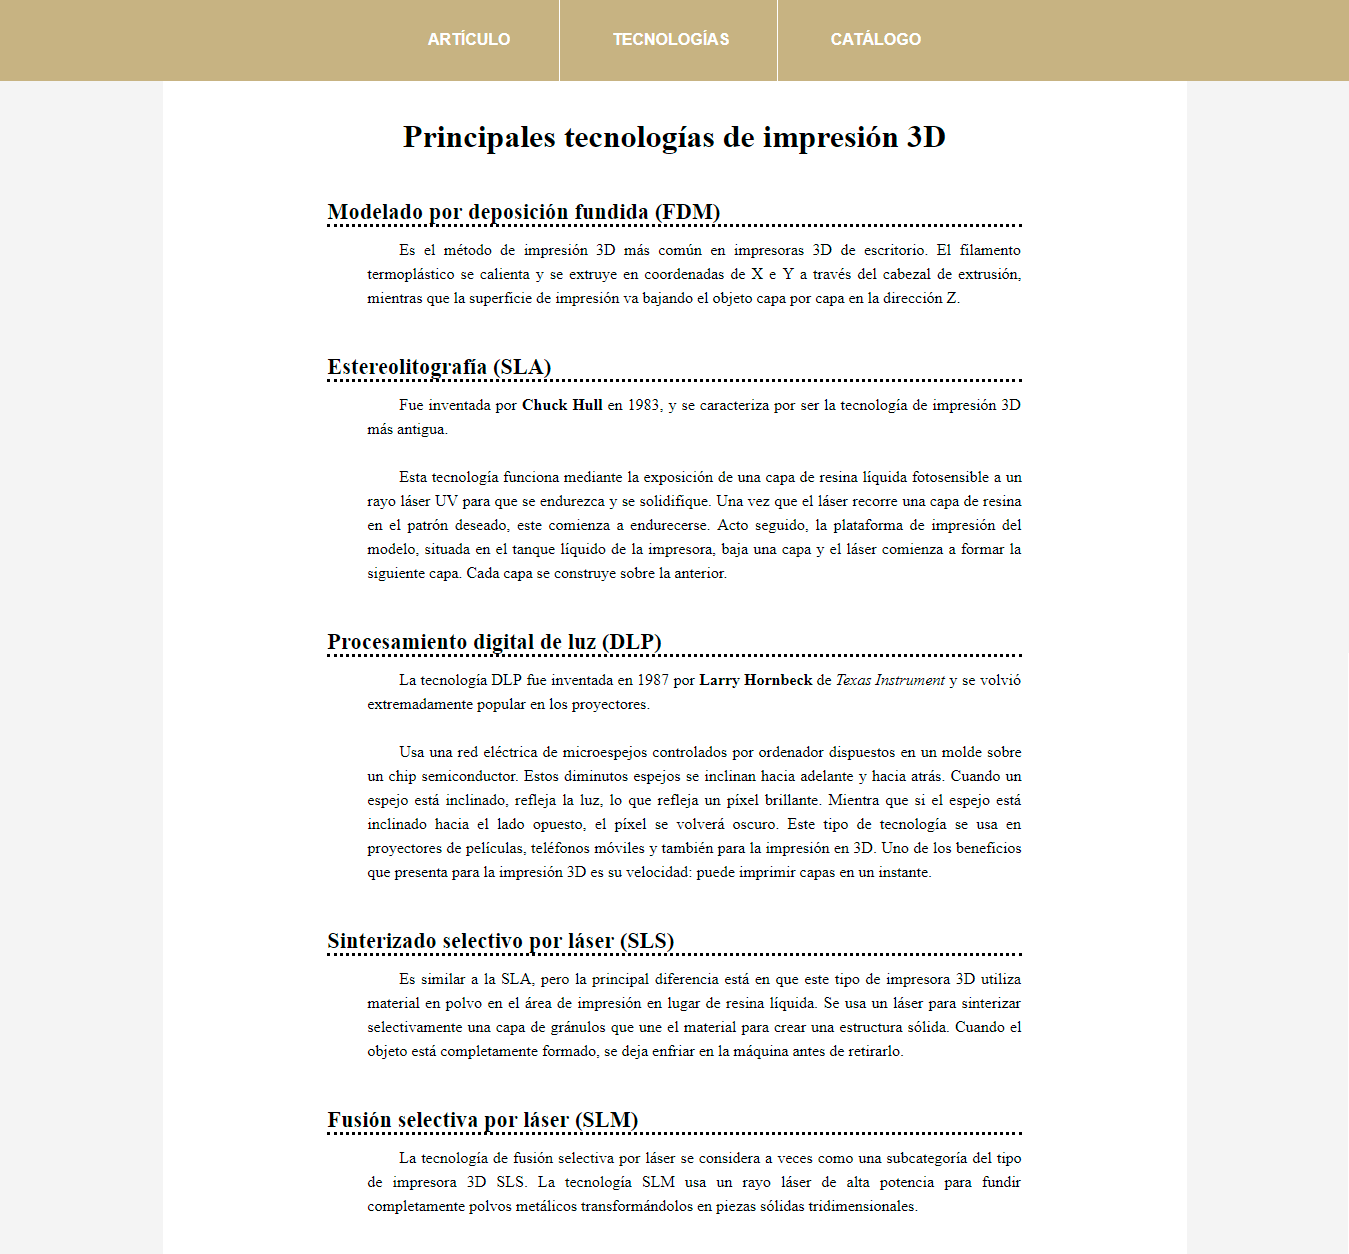 ARTÍCULO TECNOLOGÍAS CATÁLOGO
Principales tecnologías de impresión 3D
Modelado por deposición fundida (FDM)
Es el método de impresión 3D más común en impresoras 3D de escritorio. El filamento
termoplástico se calienta y se extruye en coordenadas de X e Y a través del cabezal de extrusión,
mientras que la superficie de impresión va bajando el objeto capa por capa en la dirección Z.
Estereolitografía (SLA)
Fue inventada por Chuck Hull en 1983, y se caracteriza por ser la tecnología de impresión 3D
más antigua.
Esta tecnología funciona mediante la exposición de una capa de resina líquida fotosensible a un
rayo láser UV para que se endurezca y se solidifique. Una vez que el láser recorre una capa de resina
en el patrón deseado, este comienza a endurecerse. Acto seguido, la plataforma de impresión del
modelo, situada en el tanque líquido de la impresora, baja una capa y el láser comienza a formar la
siguiente capa. Cada capa se construye sobre la anterior.
Procesamiento digital de luz (DLP)
La tecnología DLP fue inventada en 1987 por Larry Hornbeck de Texas Instrument y se volvió
extremadamente popular en los proyectores.
Usa una red eléctrica de microespejos controlados por ordenador dispuestos en un molde sobre
un chip semiconductor. Estos diminutos espejos se inclinan hacia adelante y hacia atrás. Cuando un
espejo está inclinado, refleja la luz, lo que refleja un píxel brillante. Mientra que si el espejo está
inclinado hacia el lado opuesto, el píxel se volverá oscuro. Este tipo de tecnología se usa en
proyectores de películas, teléfonos móviles y también para la impresión en 3D. Uno de los beneficios
que presenta para la impresión 3D es su velocidad: puede imprimir capas en un instante.
Sinterizado selectivo por láser (SLS)
Es similar a la SLA, pero la principal diferencia está en que este tipo de impresora 3D utiliza
material en polvo en el área de impresión en lugar de resina líquida. Se usa un láser para sinterizar
selectivamente una capa de gránulos que une el material para crear una estructura sólida. Cuando el
objeto está completamente formado, se deja enfriar en la máquina antes de retirarlo.
Fusión selectiva por láser (SLM)
La tecnología de fusión selectiva por láser se considera a veces como una subcategoría del tipo
de impresora 3D SLS. La tecnología SLM usa un rayo láser de alta potencia para fundir
completamente polvos metálicos transformándolos en piezas sólidas tridimensionales.